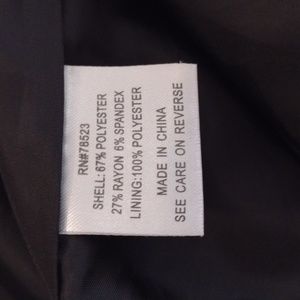 RN#78523
SHELL: 67% POLYESTER
27% RAYON 6% SPANDEX
LINING:100% POLYESTER
MADE IN CHINA
SEE CARE ON REVERSE